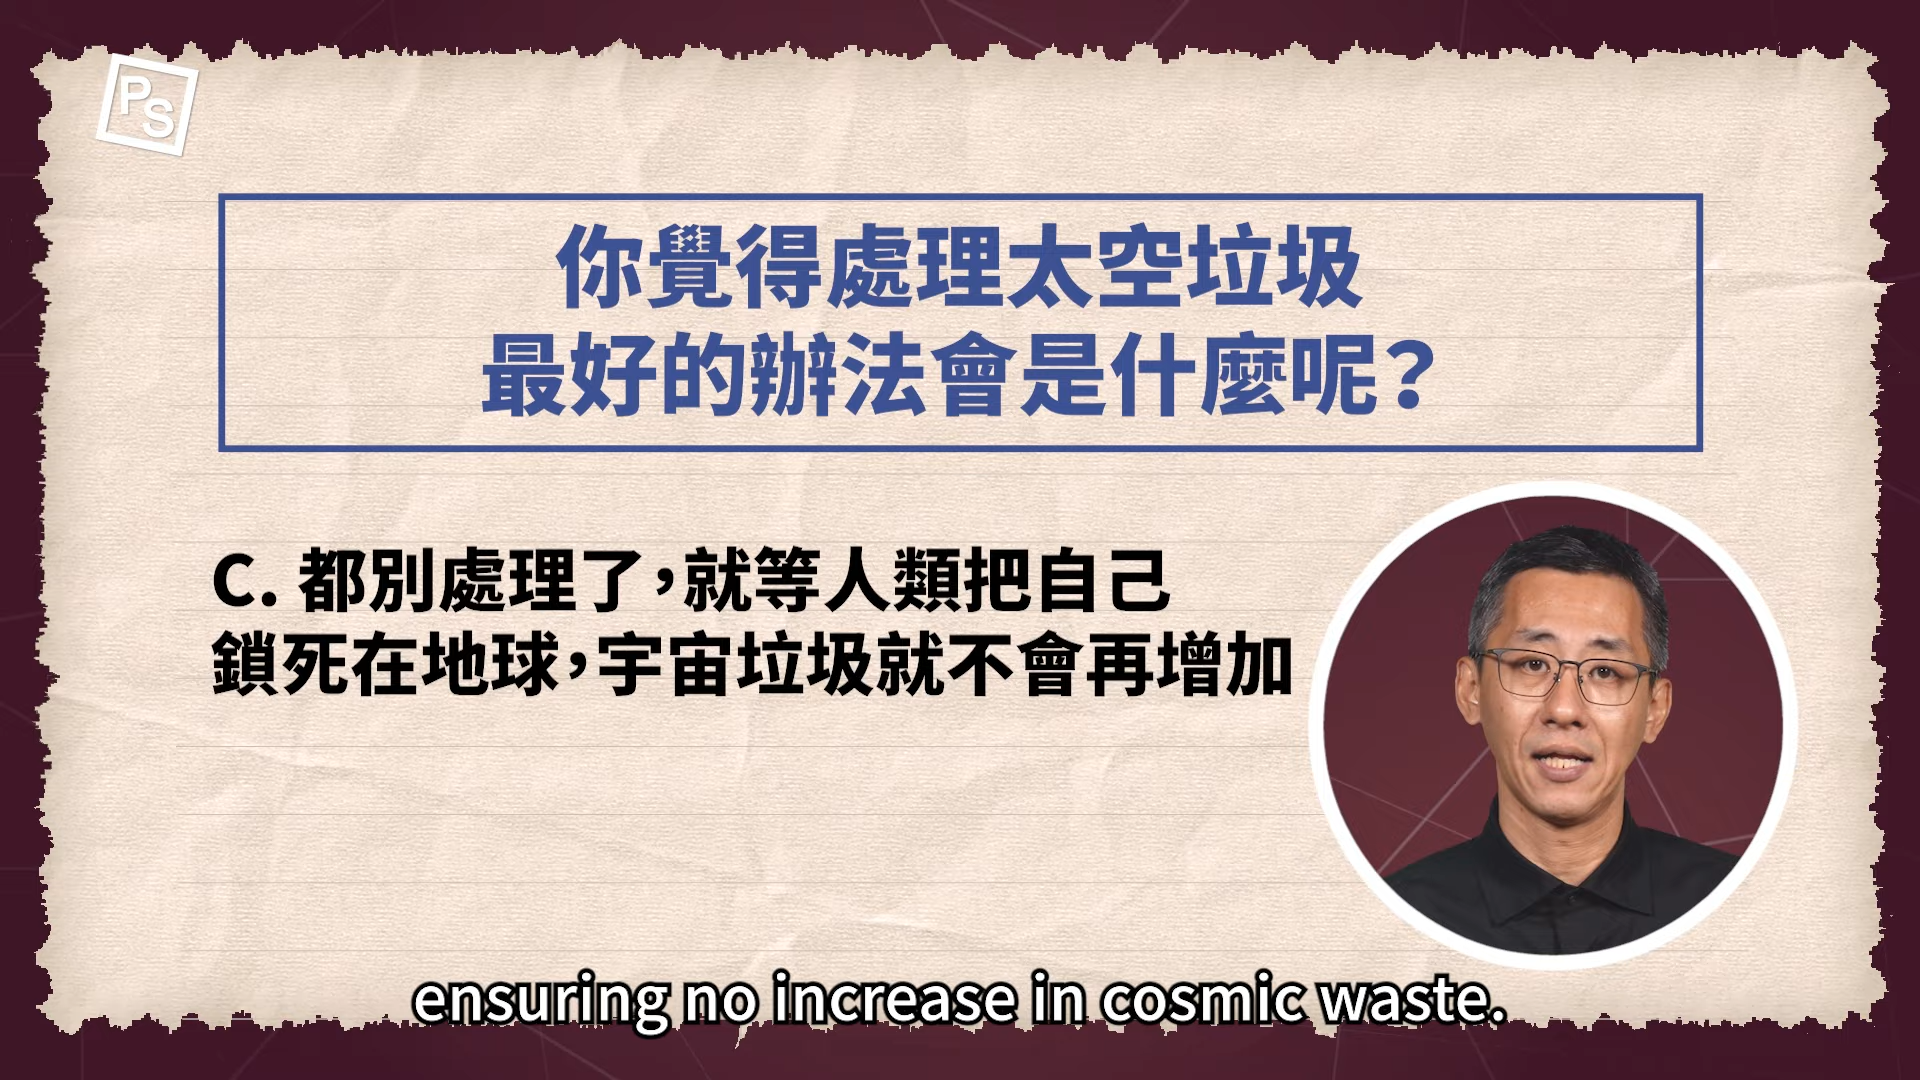 PS
你覺得處理太空垃圾
最好的辦法會是什麼呢？
C. 都別處理了，就等人類把自己
鎖死在地球，宇宙垃圾就不會再增加
ensuring no increase in cosmic waste.